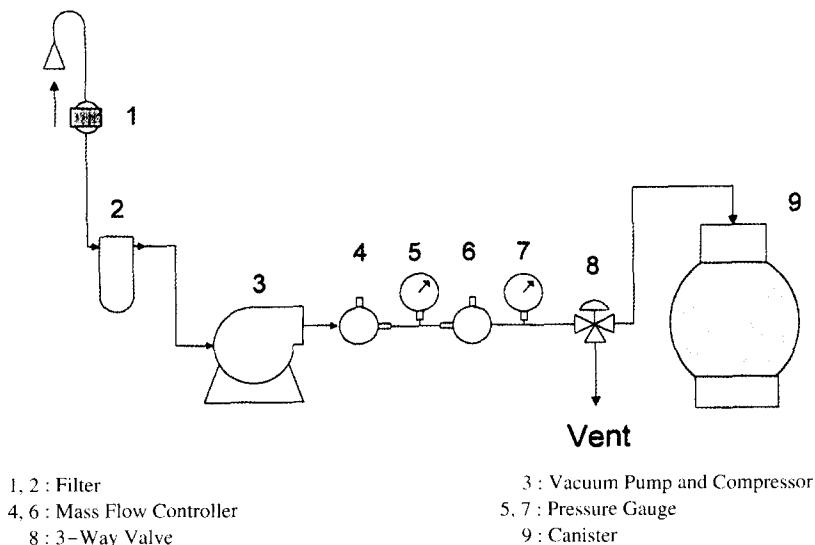 1
2
3
4
5
6
7
8
9
Vent
1, 2 : Filter
3 : Vacuum Pump and Compressor
4, 6 : Mass Flow Controller
5, 7 : Pressure Gauge
8 : 3-Way Valve
9 : Canister